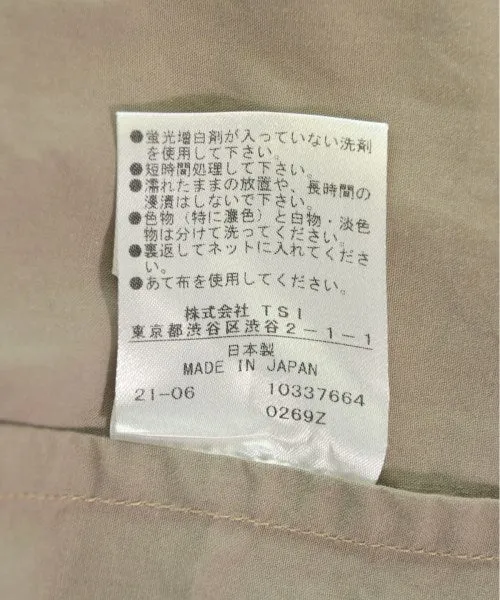 ●蛍光増白剤が入っていない洗剤
を使用して下さい。
●短時間処理して下さい。
●濡れたままの放置や、長時間の
浸漬はしないで下さい。
●色物（特に濃色）と白物・淡色
物は分けて洗ってください。
●裏返してネットに入れてくださ
い。
●あて布を使用してください。
株式会社 TSI
東京都渋谷区渋谷2-1-1
日本製
MADE IN JAPAN
21-06 10337664
0269Z